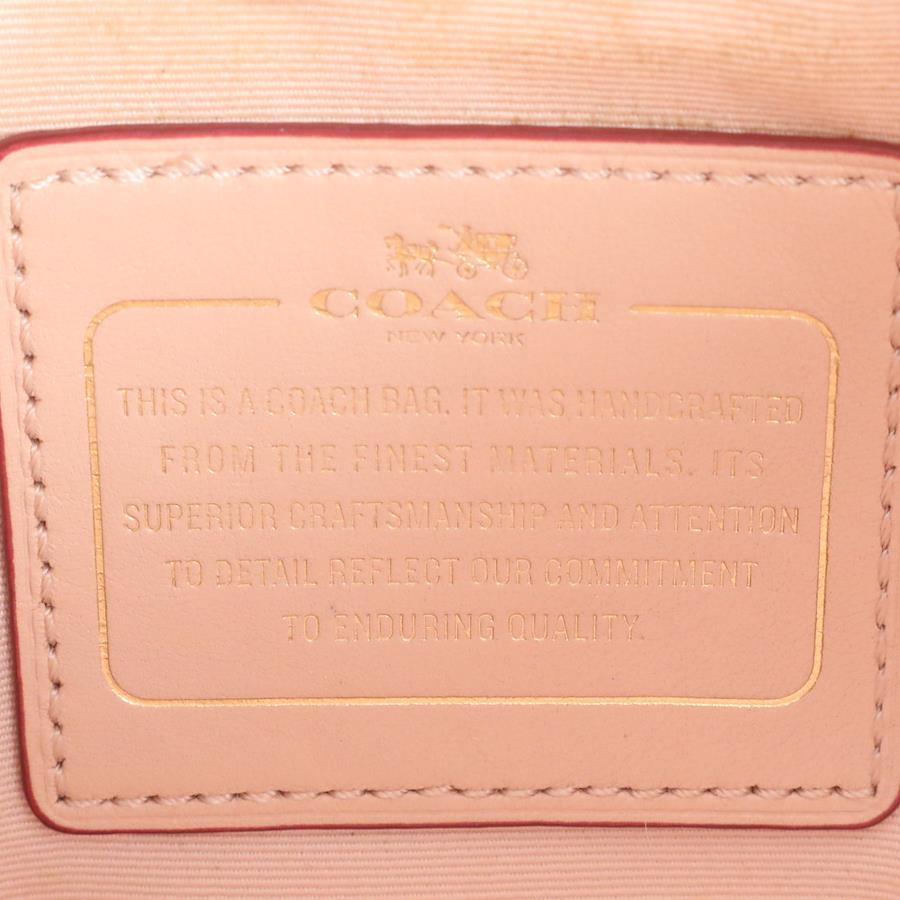 COACH
NEW YORK
THIS IS A COACH BAG. IT WAS HANDCRAFTED
FROM THE FINEST MATERIALS. ITS
SUPERIOR CRAFTSMANSHIP AND ATTENTION
TO DETAIL REFLECT OUR COMMITMENT
TO ENDURING QUALITY.